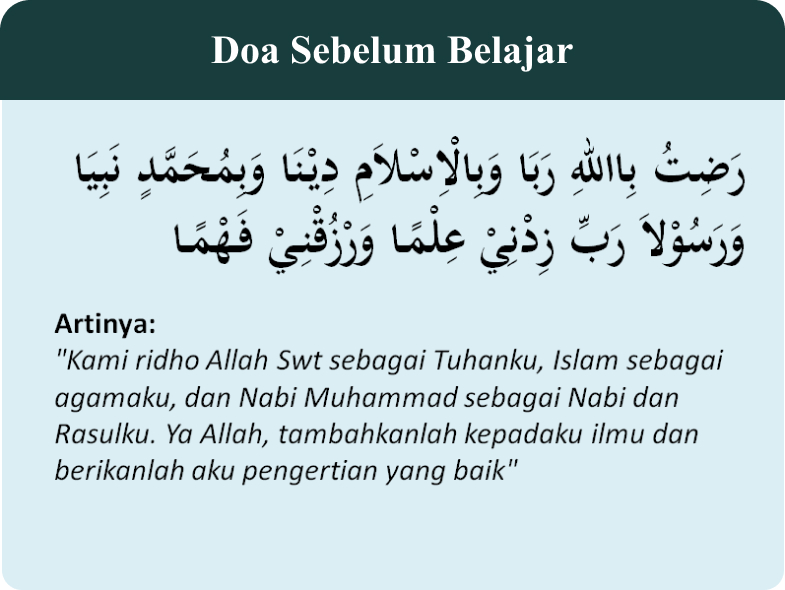 Doa Sebelum Belajar
رَضِتُ بِااللهِ رَبَا وَبِالْاِسْلاَمِ دِيْنَا وَبِمُحَمَّدٍ نَبِيَا
وَرَسُوْلاَ رَبِّ زِدْنِيْ عِلْمًا وَرْزُقْنِيْ فَهْمًا
Artinya:
"Kami ridho Allah Swt sebagai Tuhanku, Islam sebagai
agamaku, dan Nabi Muhammad sebagai Nabi dan
Rasulku. Ya Allah, tambahkanlah kepadaku ilmu dan
berikanlah aku pengertian yang baik"